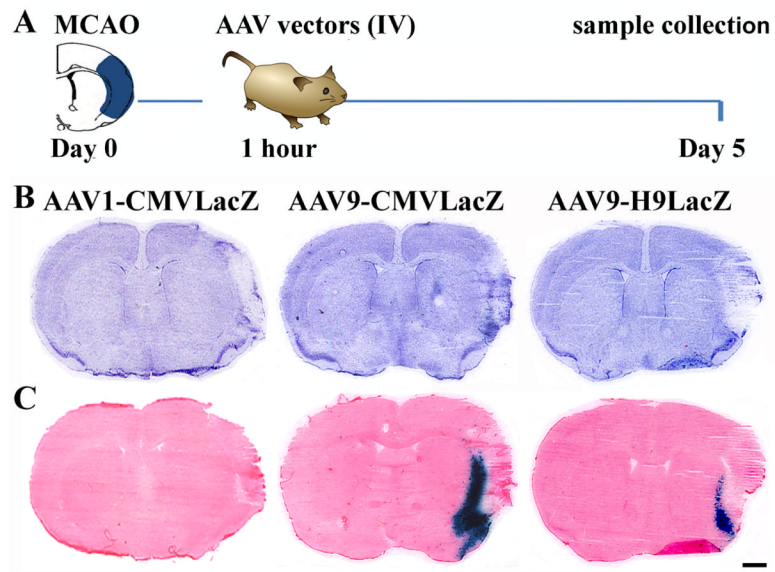 A MCAO AAV vectors (IV) sample collection
Day 0 1 hour Day 5
B AAV1-CMVLacZ AAV9-CMVLacZ AAV9-H9LacZ
C